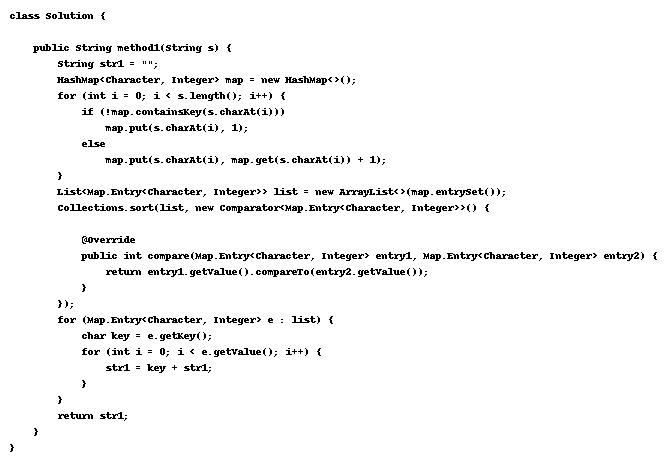 class Solution {
public String method1(String s) {
String str1 = "";
HashMap<Character, Integer> map = new HashMap<>();
for (int i = 0; i < s.length(); i++) {
if (!map.containsKey(s.charAt(i)))
map.put(s.charAt(i), 1);
else
map.put(s.charAt(i), map.get(s.charAt(i)) + 1);
}
List<Map.Entry<Character, Integer>> list = new ArrayList<>(map.entrySet());
Collections.sort(list, new Comparator<Map.Entry<Character, Integer>>() {
@Override
public int compare(Map.Entry<Character, Integer> entry1, Map.Entry<Character, Integer> entry2) {
return entry1.getValue().compareTo(entry2.getValue());
}
});
for (Map.Entry<Character, Integer> e : list) {
char key = e.getKey();
for (int i = 0; i < e.getValue(); i++) {
str1 = key + str1;
}
}
return str1;
}
}